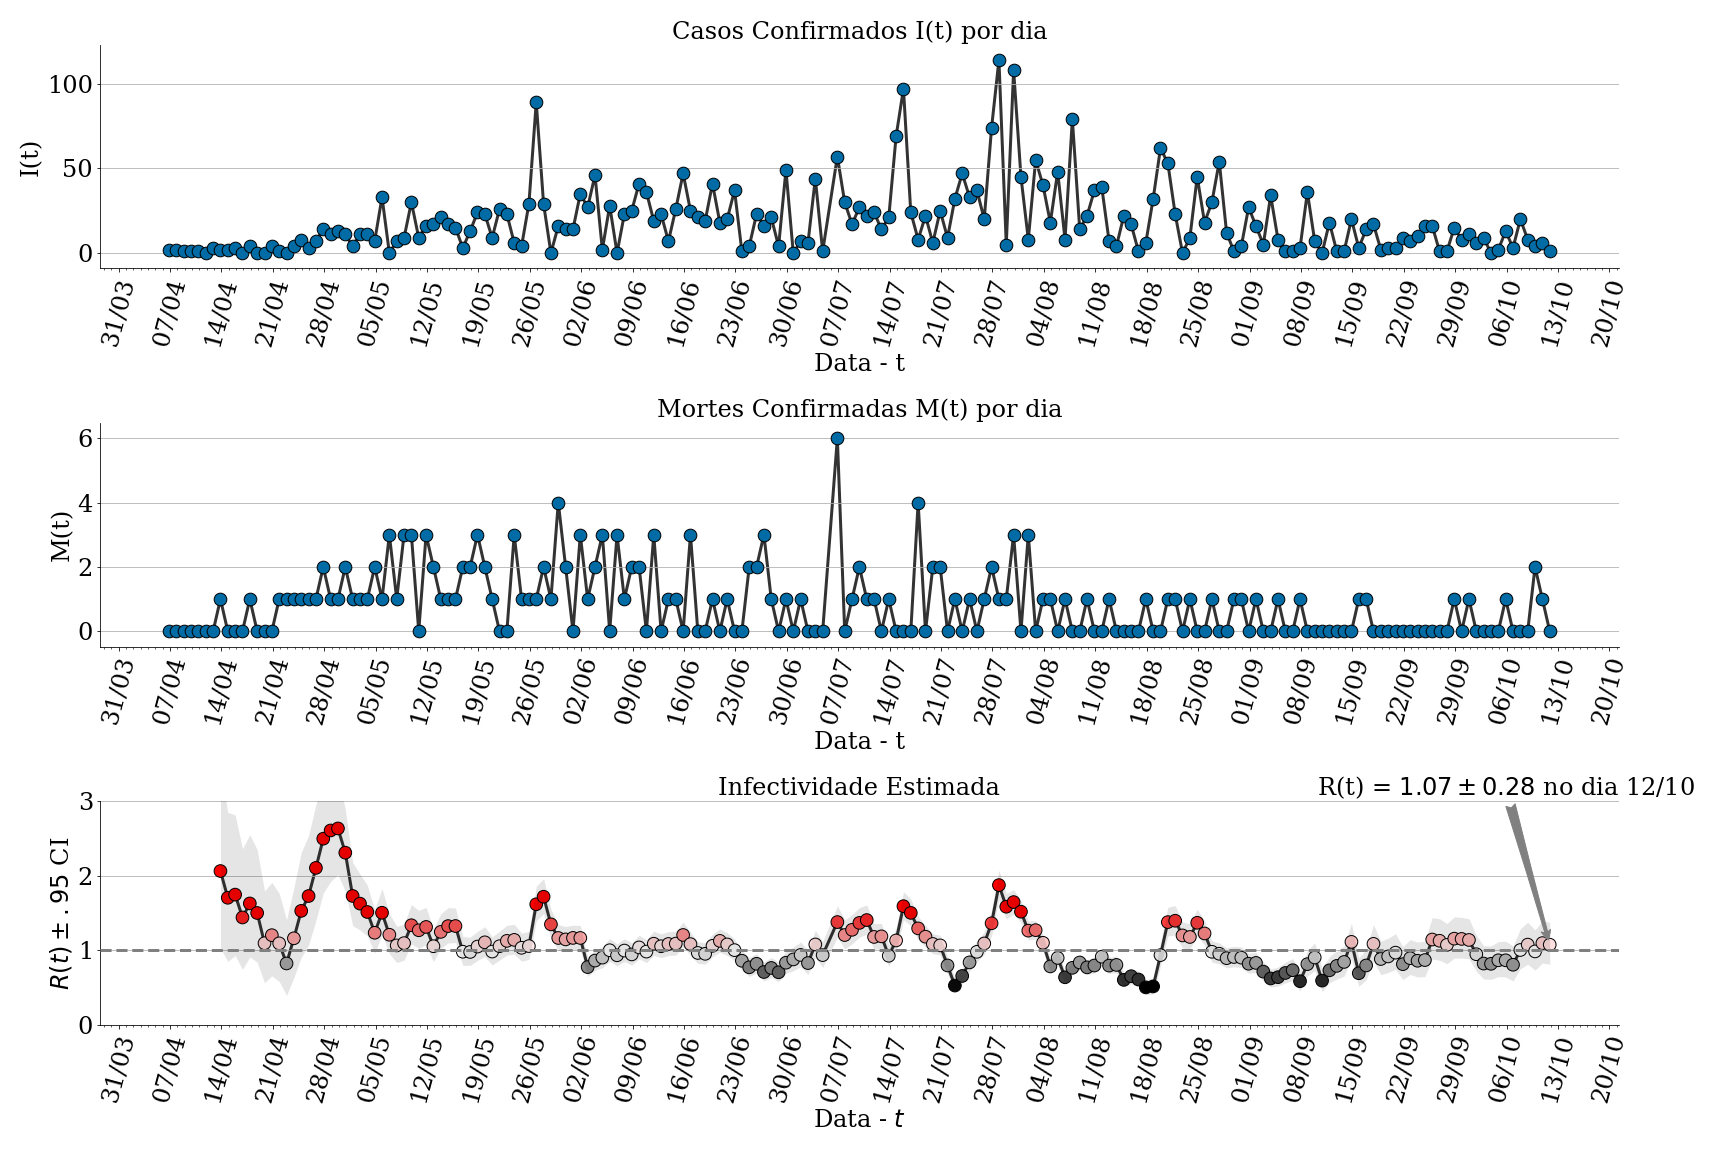 Casos Confirmados I(t) por dia
I(t)
100
50
0
31/03 07/04 14/04 21/04 28/04 05/05 12/05 19/05 26/05 02/06 09/06 16/06 23/06 30/06 07/07 14/07 21/07 28/07 04/08 11/08 18/08 25/08 01/09 08/09 15/09 22/09 29/09 06/10 13/10 20/10
Data - t
Mortes Confirmadas M(t) por dia
M(t)
6
4
2
0
31/03 07/04 14/04 21/04 28/04 05/05 12/05 19/05 26/05 02/06 09/06 16/06 23/06 30/06 07/07 14/07 21/07 28/07 04/08 11/08 18/08 25/08 01/09 08/09 15/09 22/09 29/09 06/10 13/10 20/10
Data - t
Infectividade Estimada
R(t) = 1.07 ± 0.28 no dia 12/10
R(t) ± .95 CI
3
2
1
0
31/03 07/04 14/04 21/04 28/04 05/05 12/05 19/05 26/05 02/06 09/06 16/06 23/06 30/06 07/07 14/07 21/07 28/07 04/08 11/08 18/08 25/08 01/09 08/09 15/09 22/09 29/09 06/10 13/10 20/10
Data - t